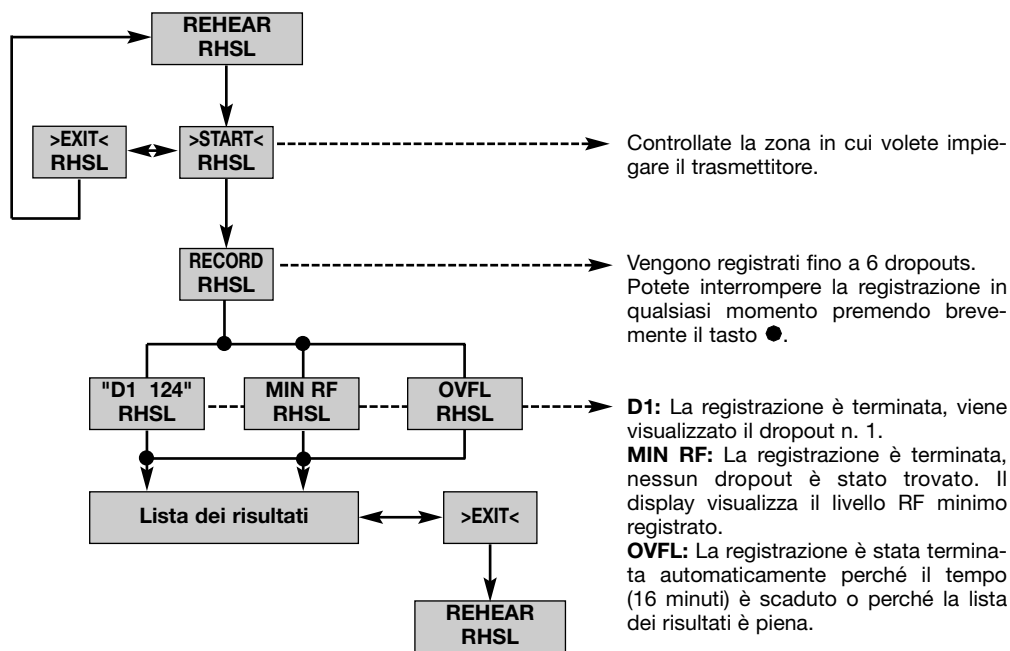 REHEAR
RHSL
>EXIT<
RHSL
>START<
RHSL
Controllate la zona in cui volete impie-
gare il trasmettitore.
RECORD
RHSL
Vengono registrati fino a 6 dropouts.
Potete interrompere la registrazione in
qualsiasi momento premendo breve-
mente il tasto ●.
"D1 124"
RHSL
MIN RF
RHSL
OVFL
RHSL
D1: La registrazione è terminata, viene
visualizzato il dropout n. 1.
MIN RF: La registrazione è terminata,
nessun dropout è stato trovato. Il
display visualizza il livello RF minimo
registrato.
OVFL: La registrazione è stata termina-
ta automaticamente perché il tempo
(16 minuti) è scaduto o perché la lista
dei risultati è piena.
Lista dei risultati
>EXIT<
REHEAR
RHSL